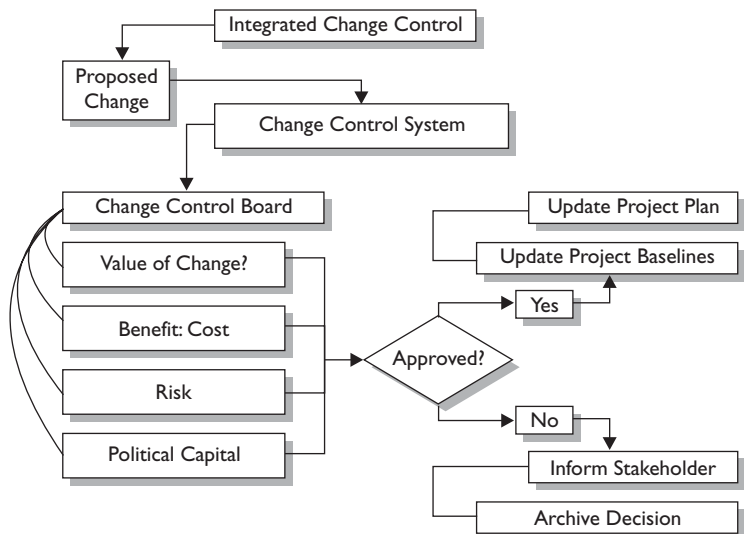 Integrated Change Control
Proposed
Change
Change Control System
Change Control Board
Value of Change?
Benefit: Cost
Risk
Political Capital
Approved?
Yes
Update Project Plan
Update Project Baselines
No
Inform Stakeholder
Archive Decision